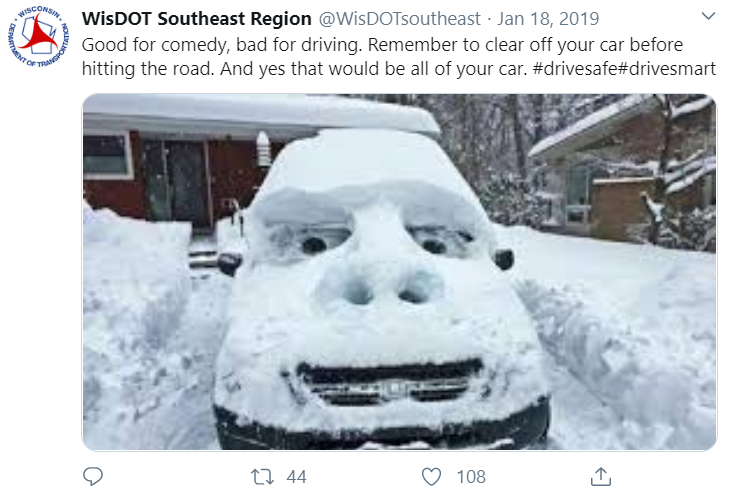 WisDOT Southeast Region @WisDOTsoutheast · Jan 18, 2019
Good for comedy, bad for driving. Remember to clear off your car before
hitting the road. And yes that would be all of your car. #drivesafe#drivesmart
WISCONSIN
DEPARTMENT OF TRANSPORTATION
44
108